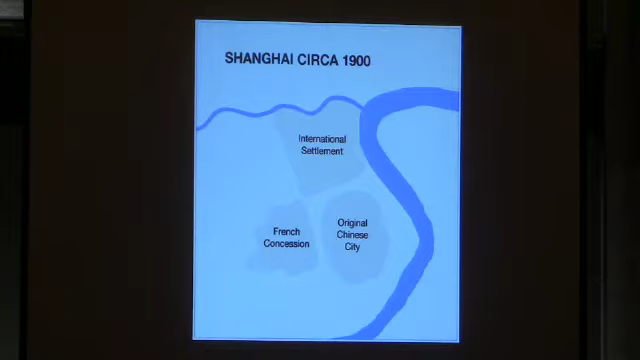 SHANGHAI CIRCA 1900
International
Settlement
French
Concession
Original
Chinese
City